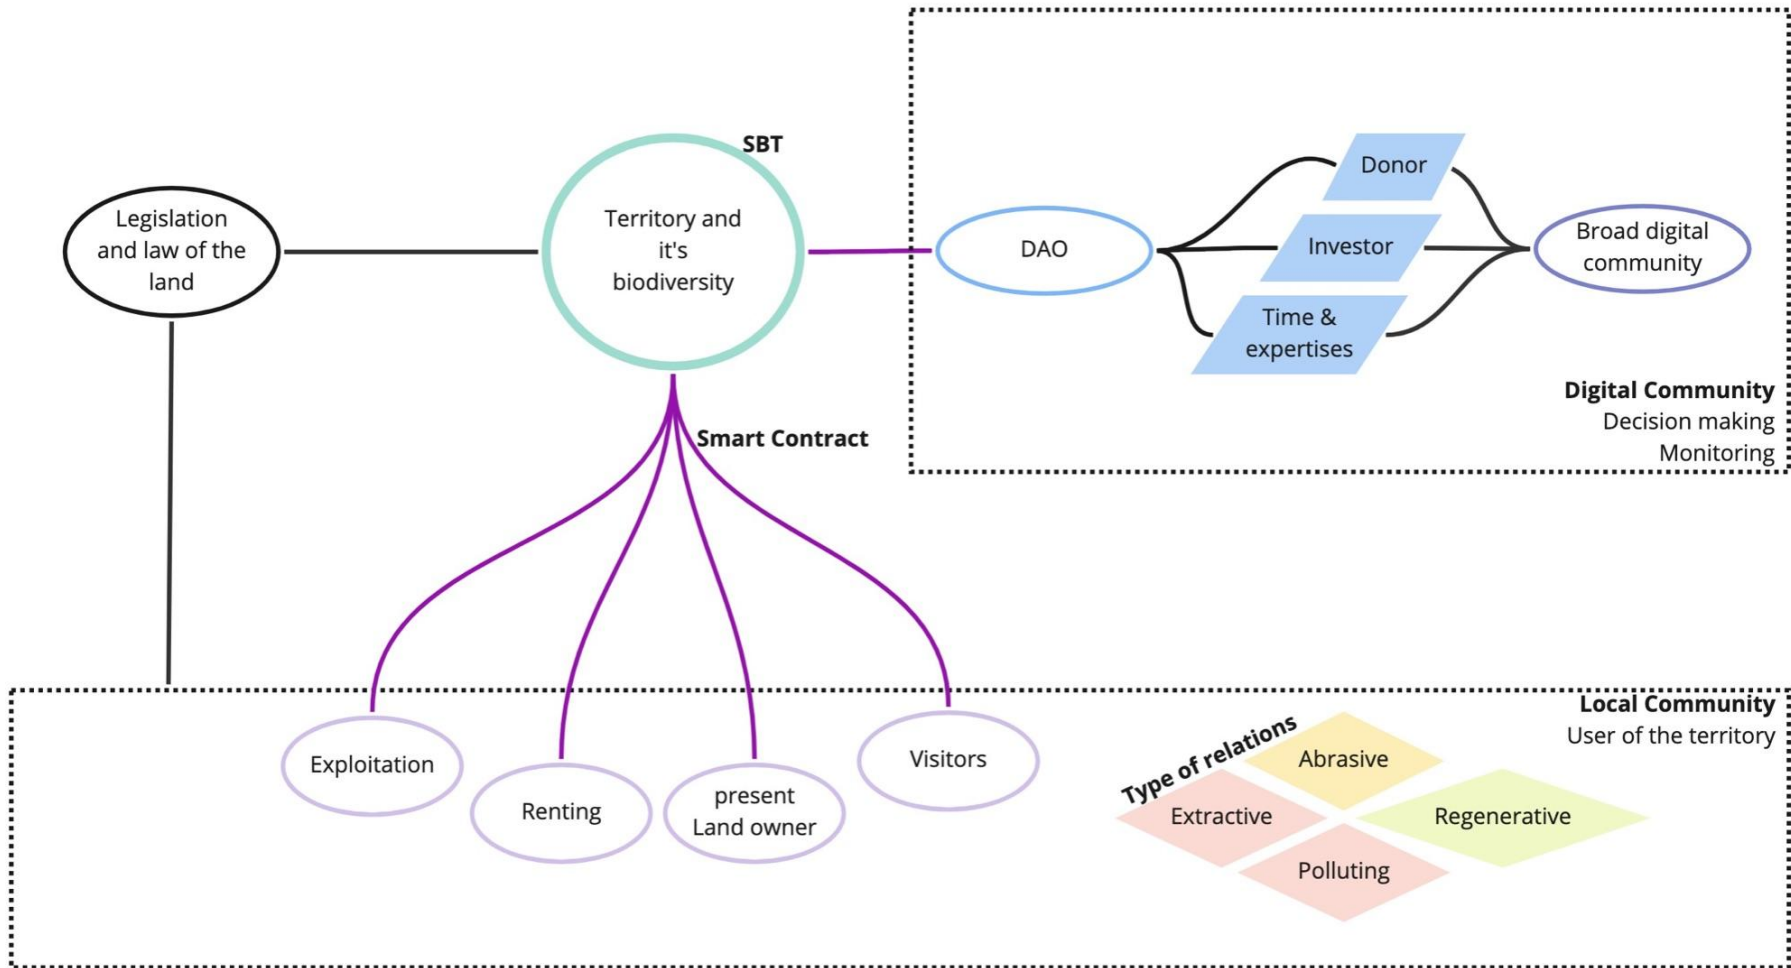 SBT
Legislation
and law of the
land
Territory and
it's
biodiversity
DAO
Donor
Investor
Time &
expertises
Broad digital
community
Digital Community
Decision making
Monitoring
Smart Contract
Local Community
User of the territory
Exploitation
Renting
present
Land owner
Visitors
Type of relations
Abrasive
Extractive
Regenerative
Polluting